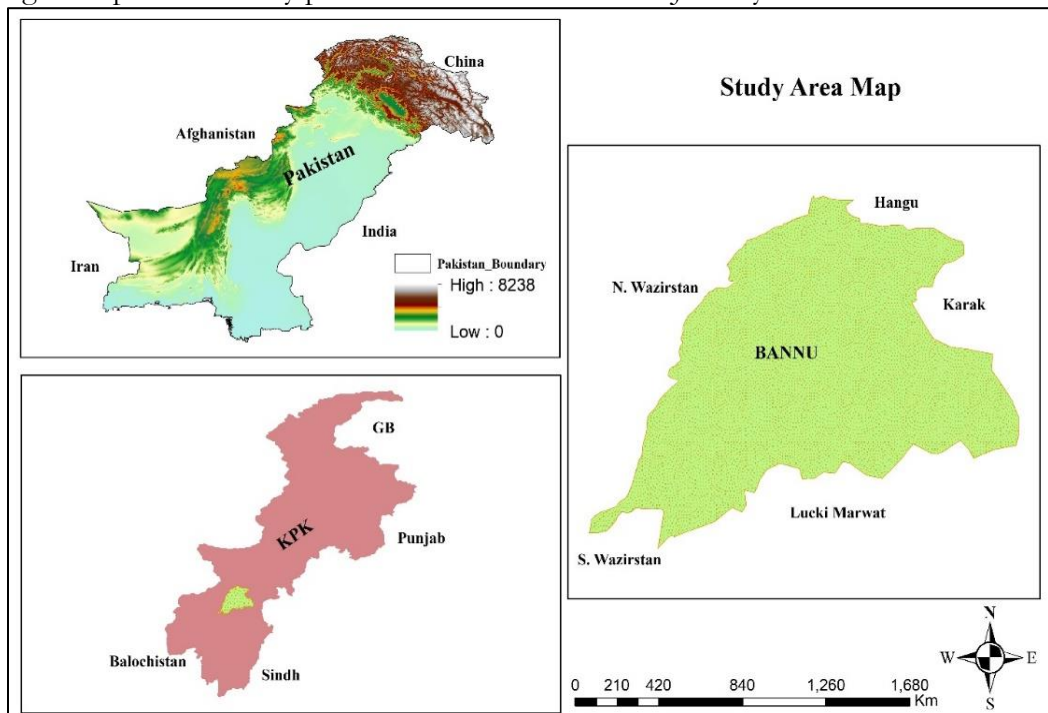 China
Afghanistan
Pakistan
India
Iran
Pakistan_Boundary
High : 8238
Low : 0
Study Area Map
Hangu
N. Wazirstan
Karak
BANNU
Lucki Marwat
S. Wazirstan
GB
KPK
Punjab
Balochistan
Sindh
N
W E
S
0 210 420 840 1,260 1,680
Km